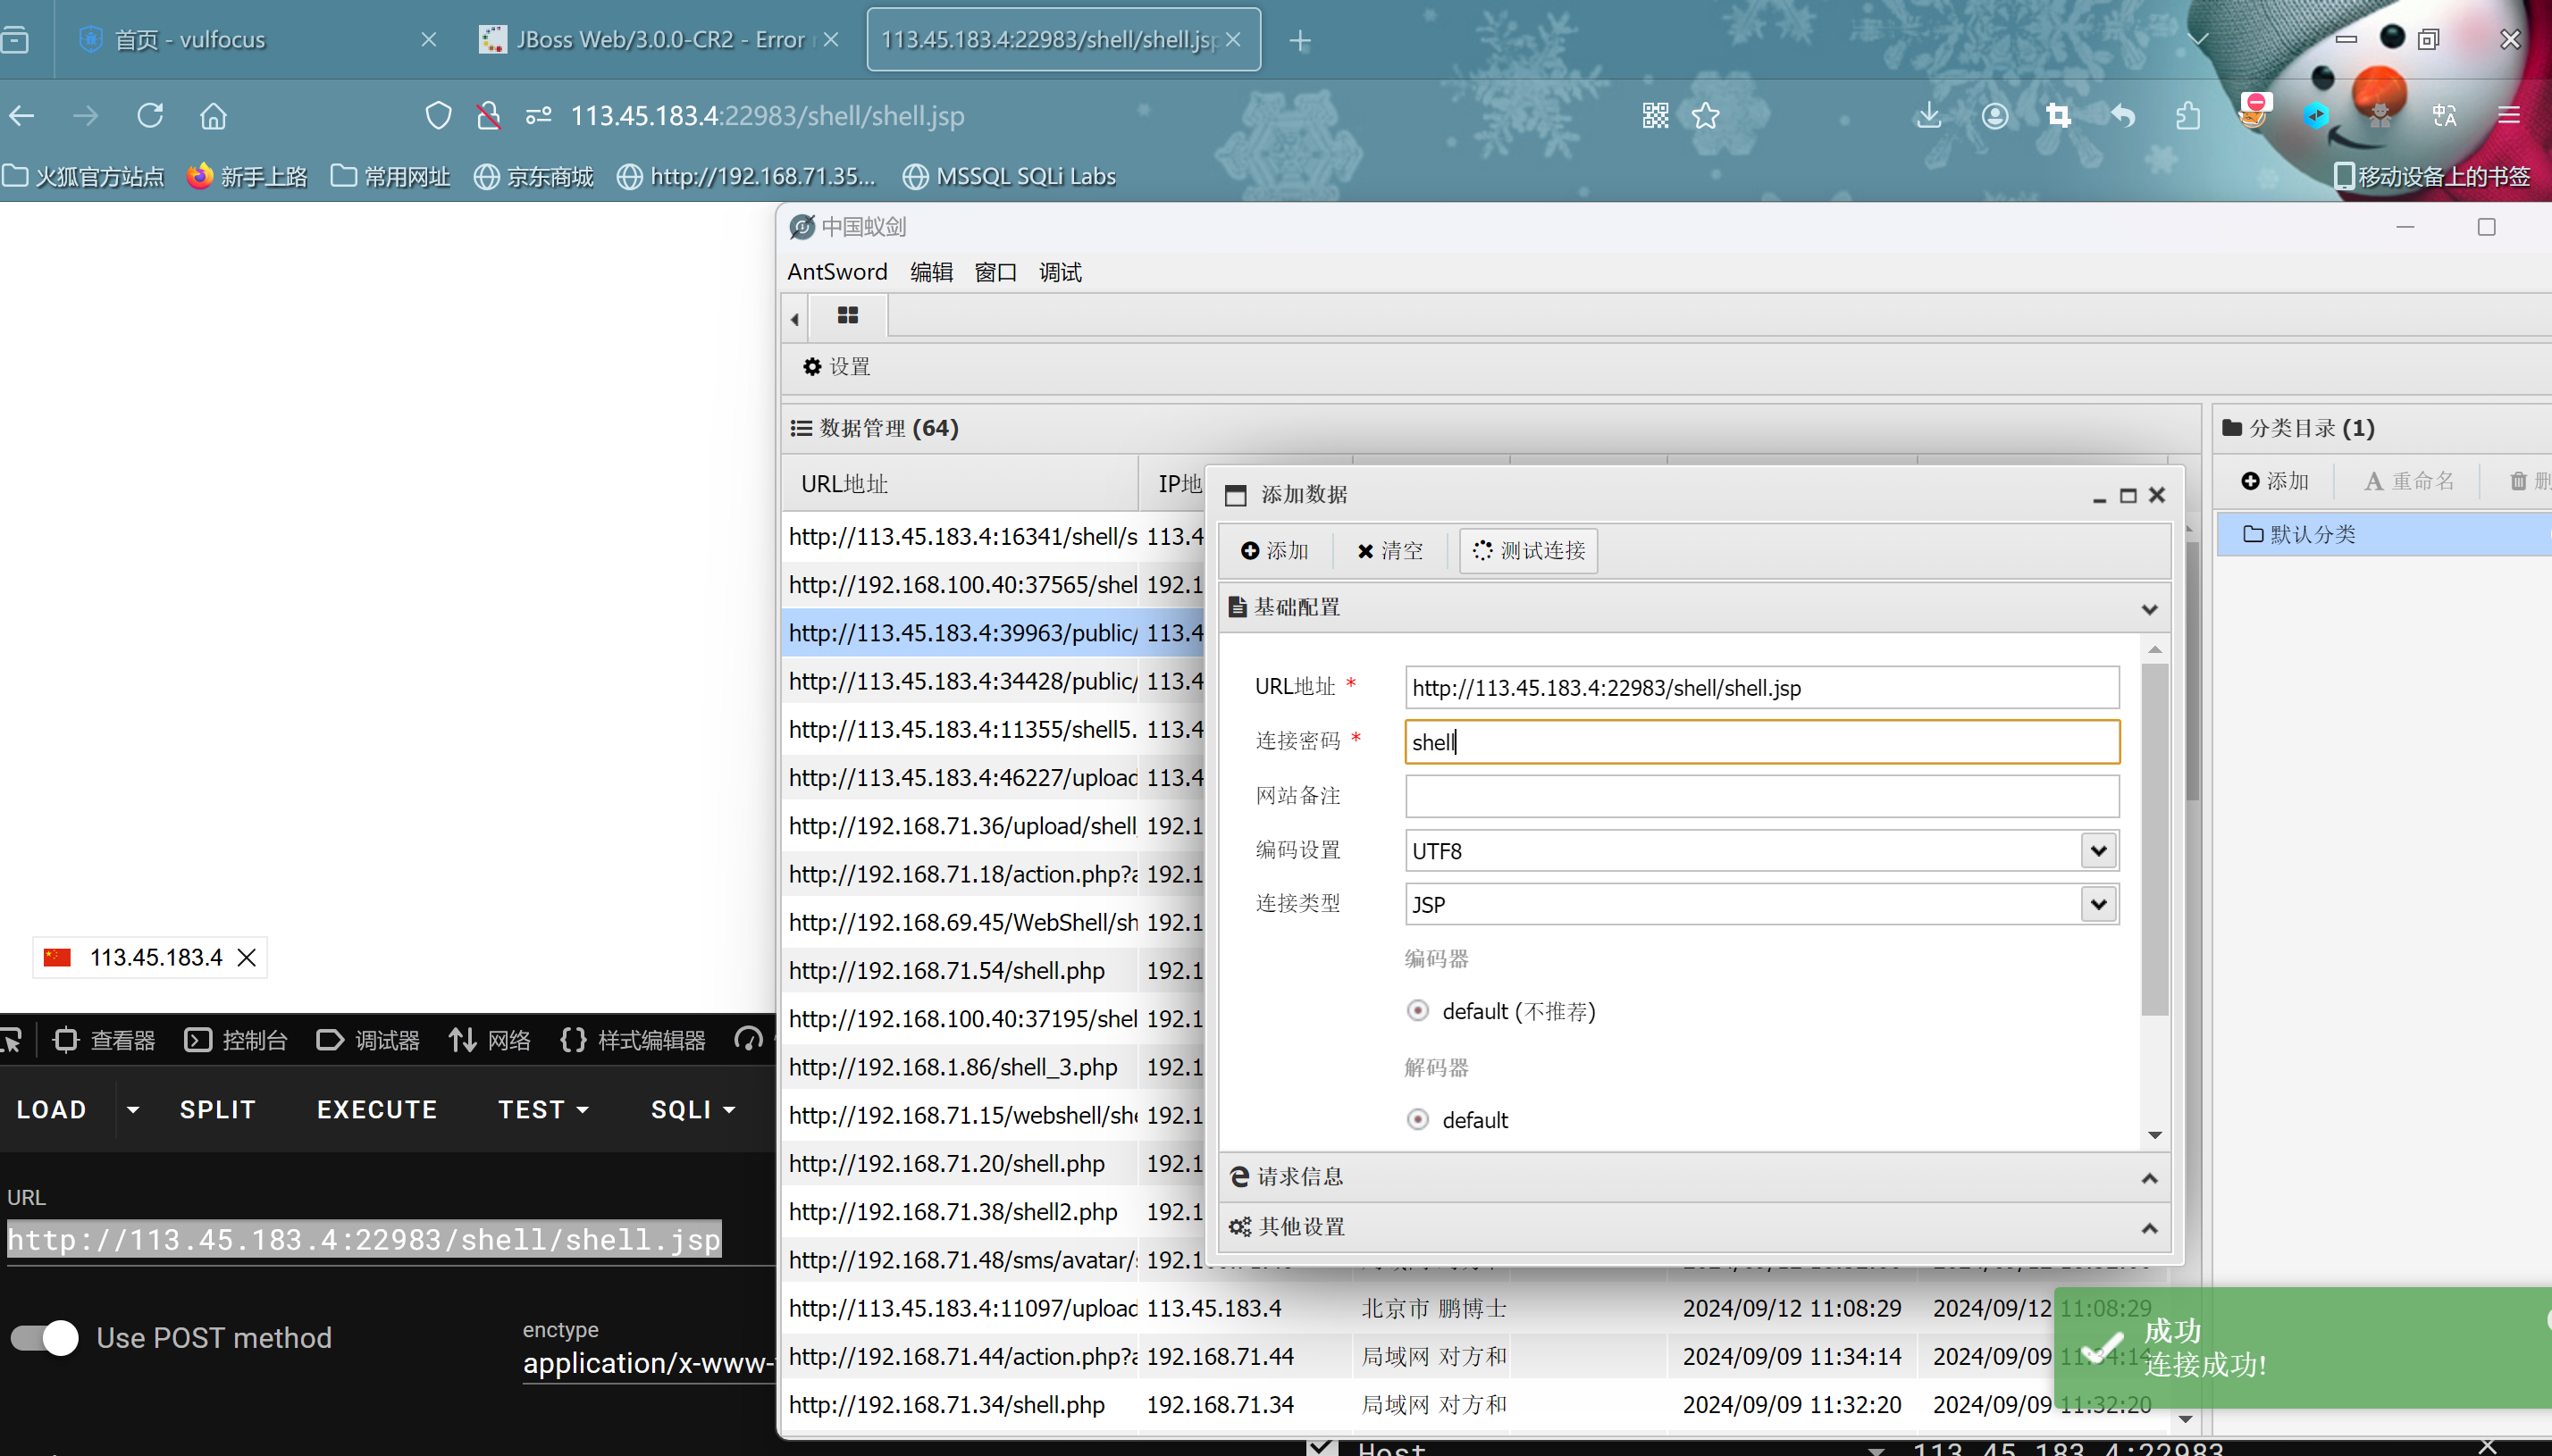 首页 - vulfocus
JBoss Web/3.0.0-CR2 - Error
113.45.183.4:22983/shell/shell.jsp
113.45.183.4:22983/shell/shell.jsp
火狐官方站点
新手上路
常用网址
京东商城
http://192.168.71.35...
MSSQL SQLi Labs
移动设备上的书签
中国蚁剑
AntSword 编辑 窗口 调试
设置
数据管理 (64)
分类目录 (1)
URL地址
IP地
添加 重命名 删
默认分类
添加数据
添加 清空 测试连接
基础配置
URL地址 *
http://113.45.183.4:22983/shell/shell.jsp
连接密码 *
shell
网站备注
编码设置
UTF8
连接类型
JSP
编码器
default (不推荐)
解码器
default
请求信息
其他设置
http://113.45.183.4:16341/shell/s 113.4
http://192.168.100.40:37565/shel 192.1
http://113.45.183.4:39963/public/ 113.4
http://113.45.183.4:34428/public/ 113.4
http://113.45.183.4:11355/shell5. 113.4
http://113.45.183.4:46227/upload 113.4
http://192.168.71.36/upload/shell 192.1
http://192.168.71.18/action.php?a 192.1
http://192.168.69.45/WebShell/sh 192.1
http://192.168.71.54/shell.php 192.1
http://192.168.100.40:37195/shel 192.1
http://192.168.1.86/shell_3.php 192.1
http://192.168.71.15/webshell/she 192.1
http://192.168.71.20/shell.php 192.1
http://192.168.71.38/shell2.php 192.1
http://192.168.71.48/sms/avatar/s
http://113.45.183.4:11097/upload 113.45.183.4 北京市 鹏博士 2024/09/12 11:08:29 2024/09/12 11:08:29
http://192.168.71.44/action.php?a 192.168.71.44 局域网 对方和 2024/09/09 11:34:14 2024/09/09 11:34:14
http://192.168.71.34/shell.php 192.168.71.34 局域网 对方和 2024/09/09 11:32:20 2024/09/09 11:32:20
成功
连接成功!
113.45.183.4
查看器 控制台 调试器 网络 样式编辑器
LOAD SPLIT EXECUTE TEST SQLI
URL
http://113.45.183.4:22983/shell/shell.jsp
Use POST method
enctype
application/x-www-
Host
113.45.183.4:22983